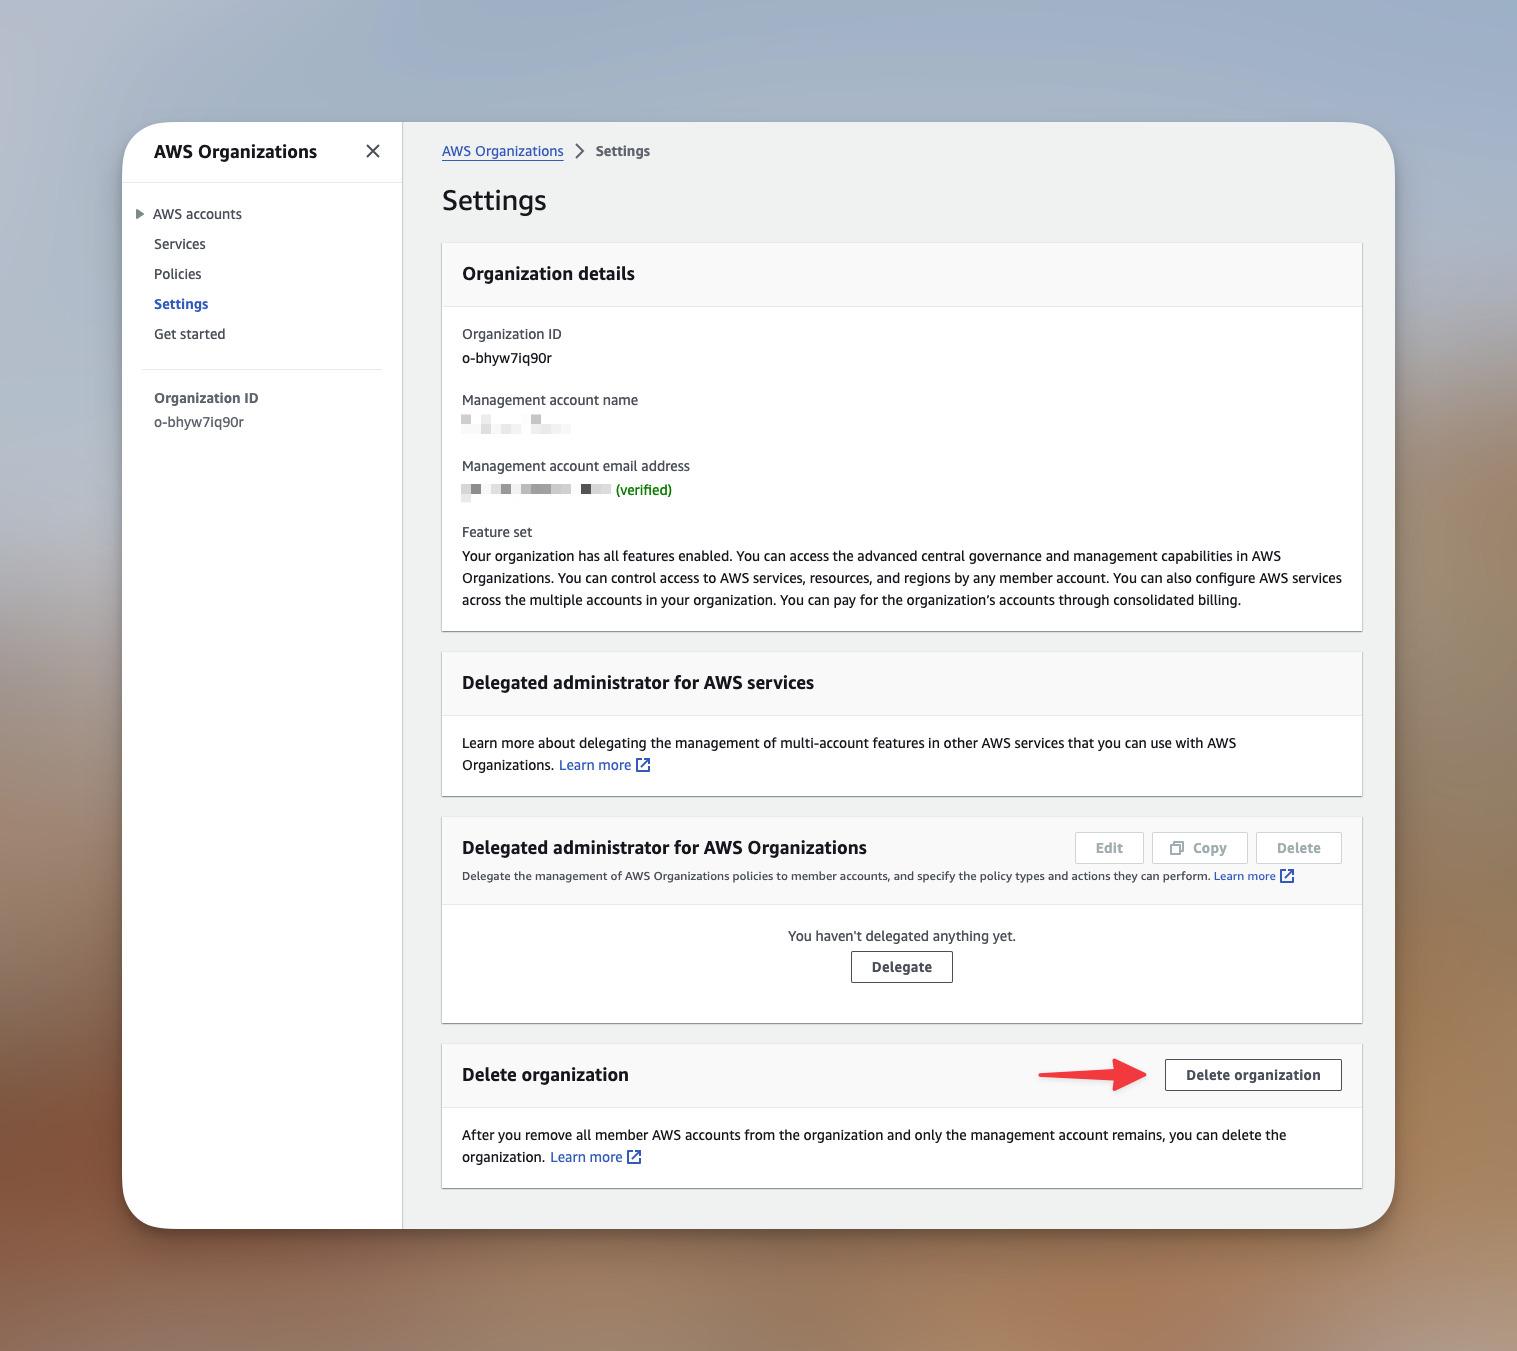 AWS Organizations
AWS accounts
Services
Policies
Settings
Get started
Organization ID
o-bhyw7iq90r
AWS Organizations
Settings
Settings
Organization details
Organization ID
o-bhyw7iq90r
Management account name
Management account email address
(verified)
Feature set
Your organization has all features enabled. You can access the advanced central governance and management capabilities in AWS
Organizations. You can control access to AWS services, resources, and regions by any member account. You can also configure AWS services
across the multiple accounts in your organization. You can pay for the organization’s accounts through consolidated billing.
Delegated administrator for AWS services
Learn more about delegating the management of multi-account features in other AWS services that you can use with AWS
Organizations. Learn more
Delegated administrator for AWS Organizations
Edit
Copy
Delete
Delegate the management of AWS Organizations policies to member accounts, and specify the policy types and actions they can perform. Learn more
You haven't delegated anything yet.
Delegate
Delete organization
Delete organization
After you remove all member AWS accounts from the organization and only the management account remains, you can delete the
organization. Learn more